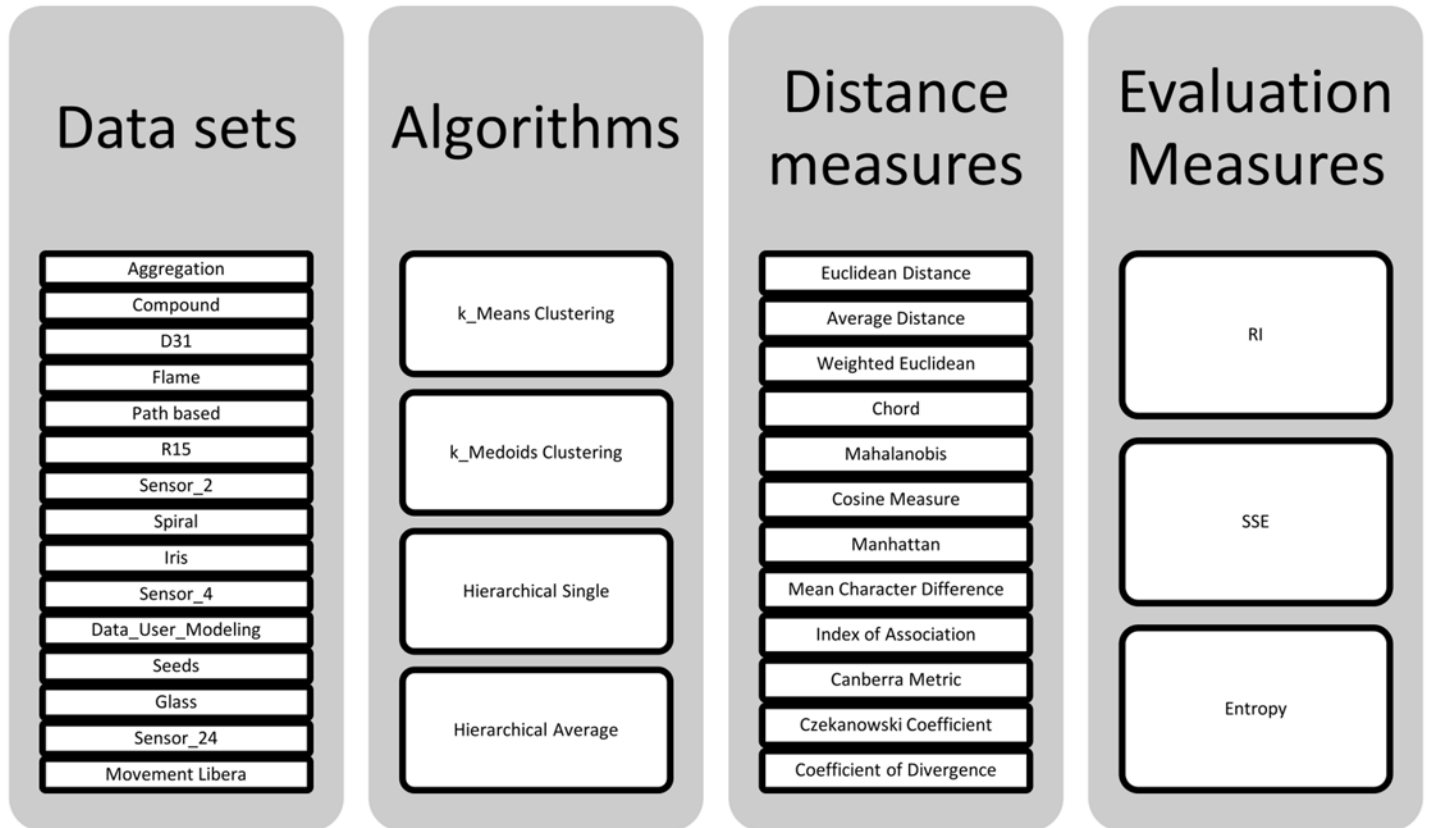 Data sets
Aggregation
Compound
D31
Flame
Path based
R15
Sensor_2
Spiral
Iris
Sensor_4
Data_User_Modeling
Seeds
Glass
Sensor_24
Movement Libera
Algorithms
k_Means Clustering
k_Medoids Clustering
Hierarchical Single
Hierarchical Average
Distance
measures
Euclidean Distance
Average Distance
Weighted Euclidean
Chord
Mahalanobis
Cosine Measure
Manhattan
Mean Character Difference
Index of Association
Canberra Metric
Czekanowski Coefficient
Coefficient of Divergence
Evaluation
Measures
RI
SSE
Entropy